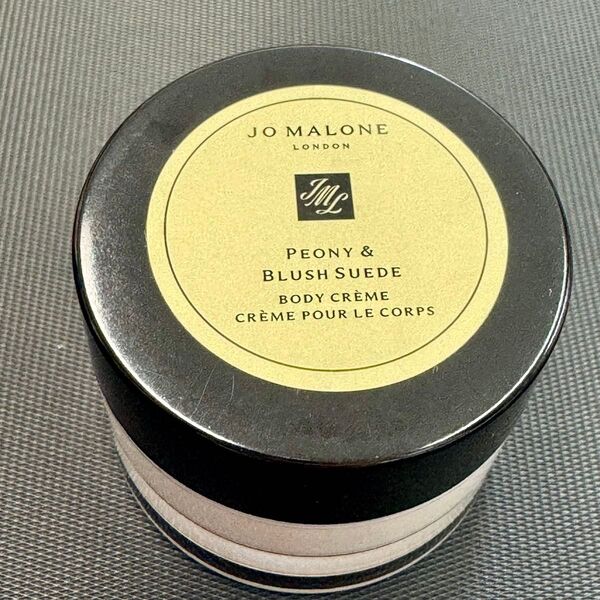 JO MALONE
LONDON
JML
PEONY &
BLUSH SUEDE
BODY CRÈME
CRÈME POUR LE CORPS